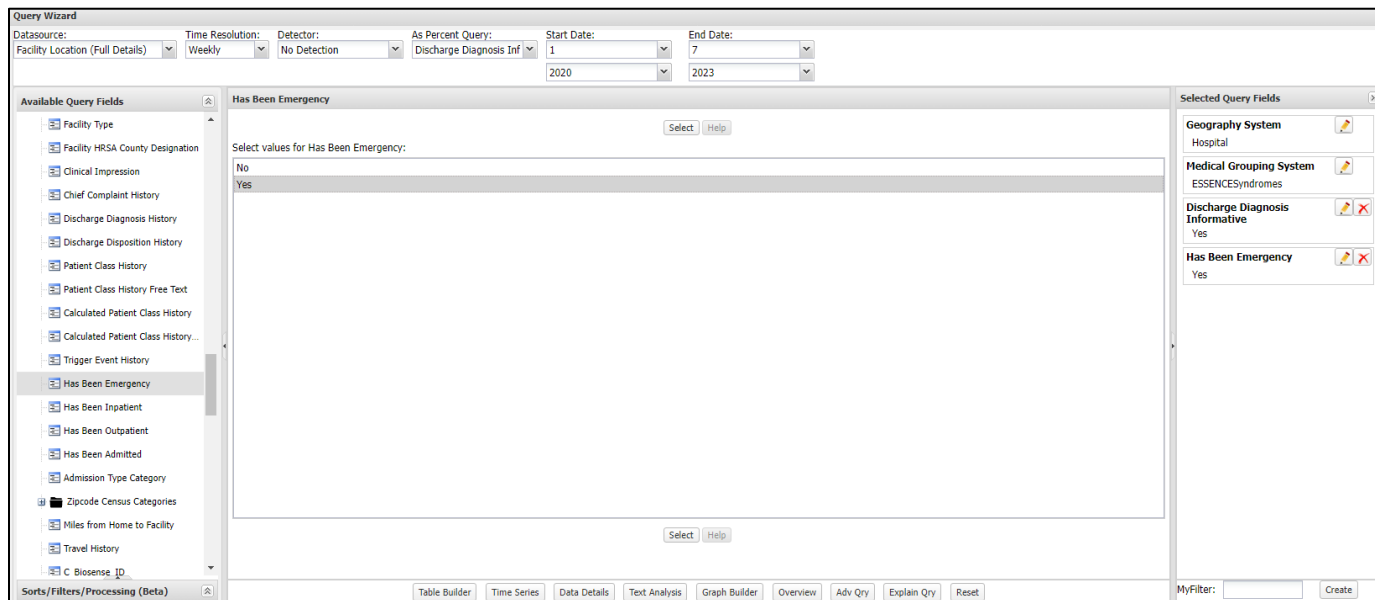 Query Wizard
Datasource: Time Resolution: Detector: As Percent Query: Start Date: End Date:
Facility Location (Full Details) Weekly No Detection Discharge Diagnosis Inf 1 7
2020 2023
Available Query Fields
Facility Type
Facility HRSA County Designation
Clinical Impression
Chief Complaint History
Discharge Diagnosis History
Discharge Disposition History
Patient Class History
Patient Class History Free Text
Calculated Patient Class History
Calculated Patient Class History...
Trigger Event History
Has Been Emergency
Has Been Inpatient
Has Been Outpatient
Has Been Admitted
Admission Type Category
Zipcode Census Categories
Miles from Home to Facility
Travel History
C_Biosense_ID
Sorts/Filters/Processing (Beta)
Has Been Emergency
Select Help
Select values for Has Been Emergency:
No
Yes
Select Help
Table Builder Time Series Data Details Text Analysis Graph Builder Overview Adv Qry Explain Qry Reset
Selected Query Fields
Geography System
Hospital
Medical Grouping System
ESSENCESyndromes
Discharge Diagnosis
Informative
Yes
Has Been Emergency
Yes
MyFilter: Create